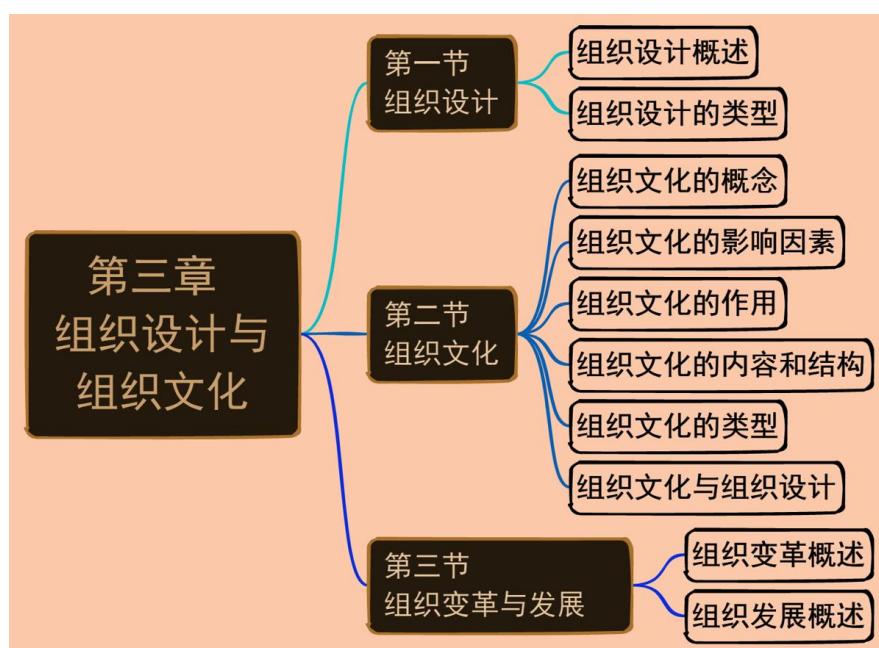 第三章
组织设计与
组织文化
第一节
组织设计
组织设计概述
组织设计的类型
第二节
组织文化
组织文化的概念
组织文化的影响因素
组织文化的作用
组织文化的内容和结构
组织文化的类型
组织文化与组织设计
第三节
组织变革与发展
组织变革概述
组织发展概述